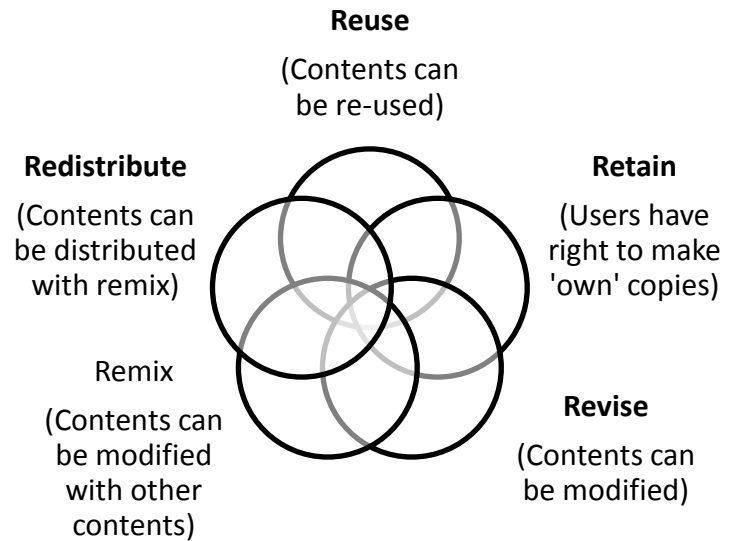 Reuse
(Contents can
be re-used)
Redistribute
(Contents can
be distributed
with remix)
Retain
(Users have
right to make
'own' copies)
Remix
(Contents can
be modified
with other
contents)
Revise
(Contents can
be modified)